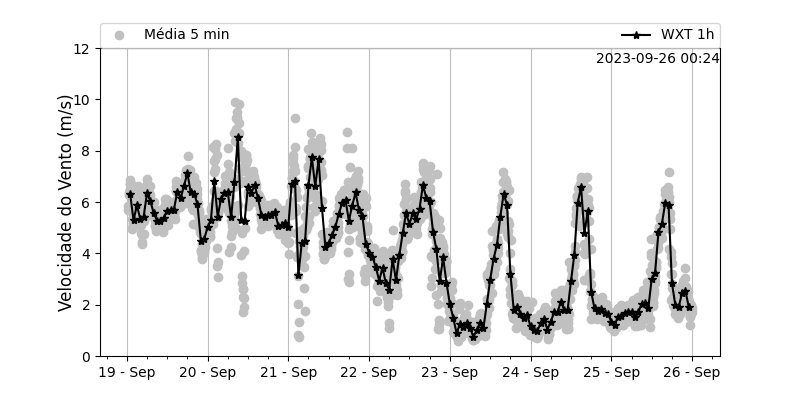 Média 5 min
WXT 1h
2023-09-26 00:24
Velocidade do Vento (m/s)
12
10
8
6
4
2
0
19 - Sep
20 - Sep
21 - Sep
22 - Sep
23 - Sep
24 - Sep
25 - Sep
26 - Sep